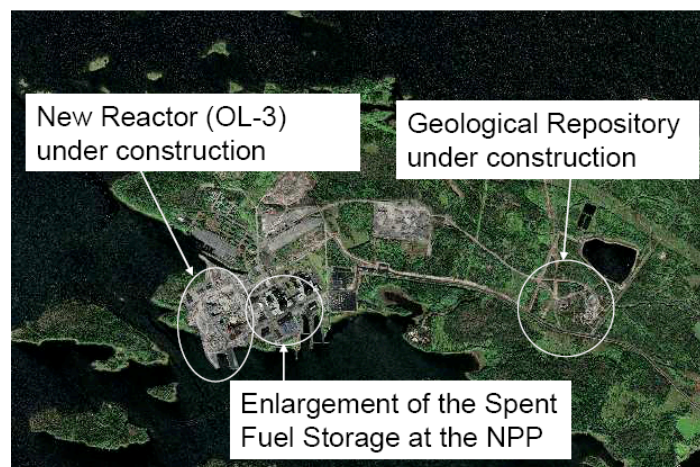 New Reactor (OL-3)
under construction
Geological Repository
under construction
Enlargement of the Spent
Fuel Storage at the NPP